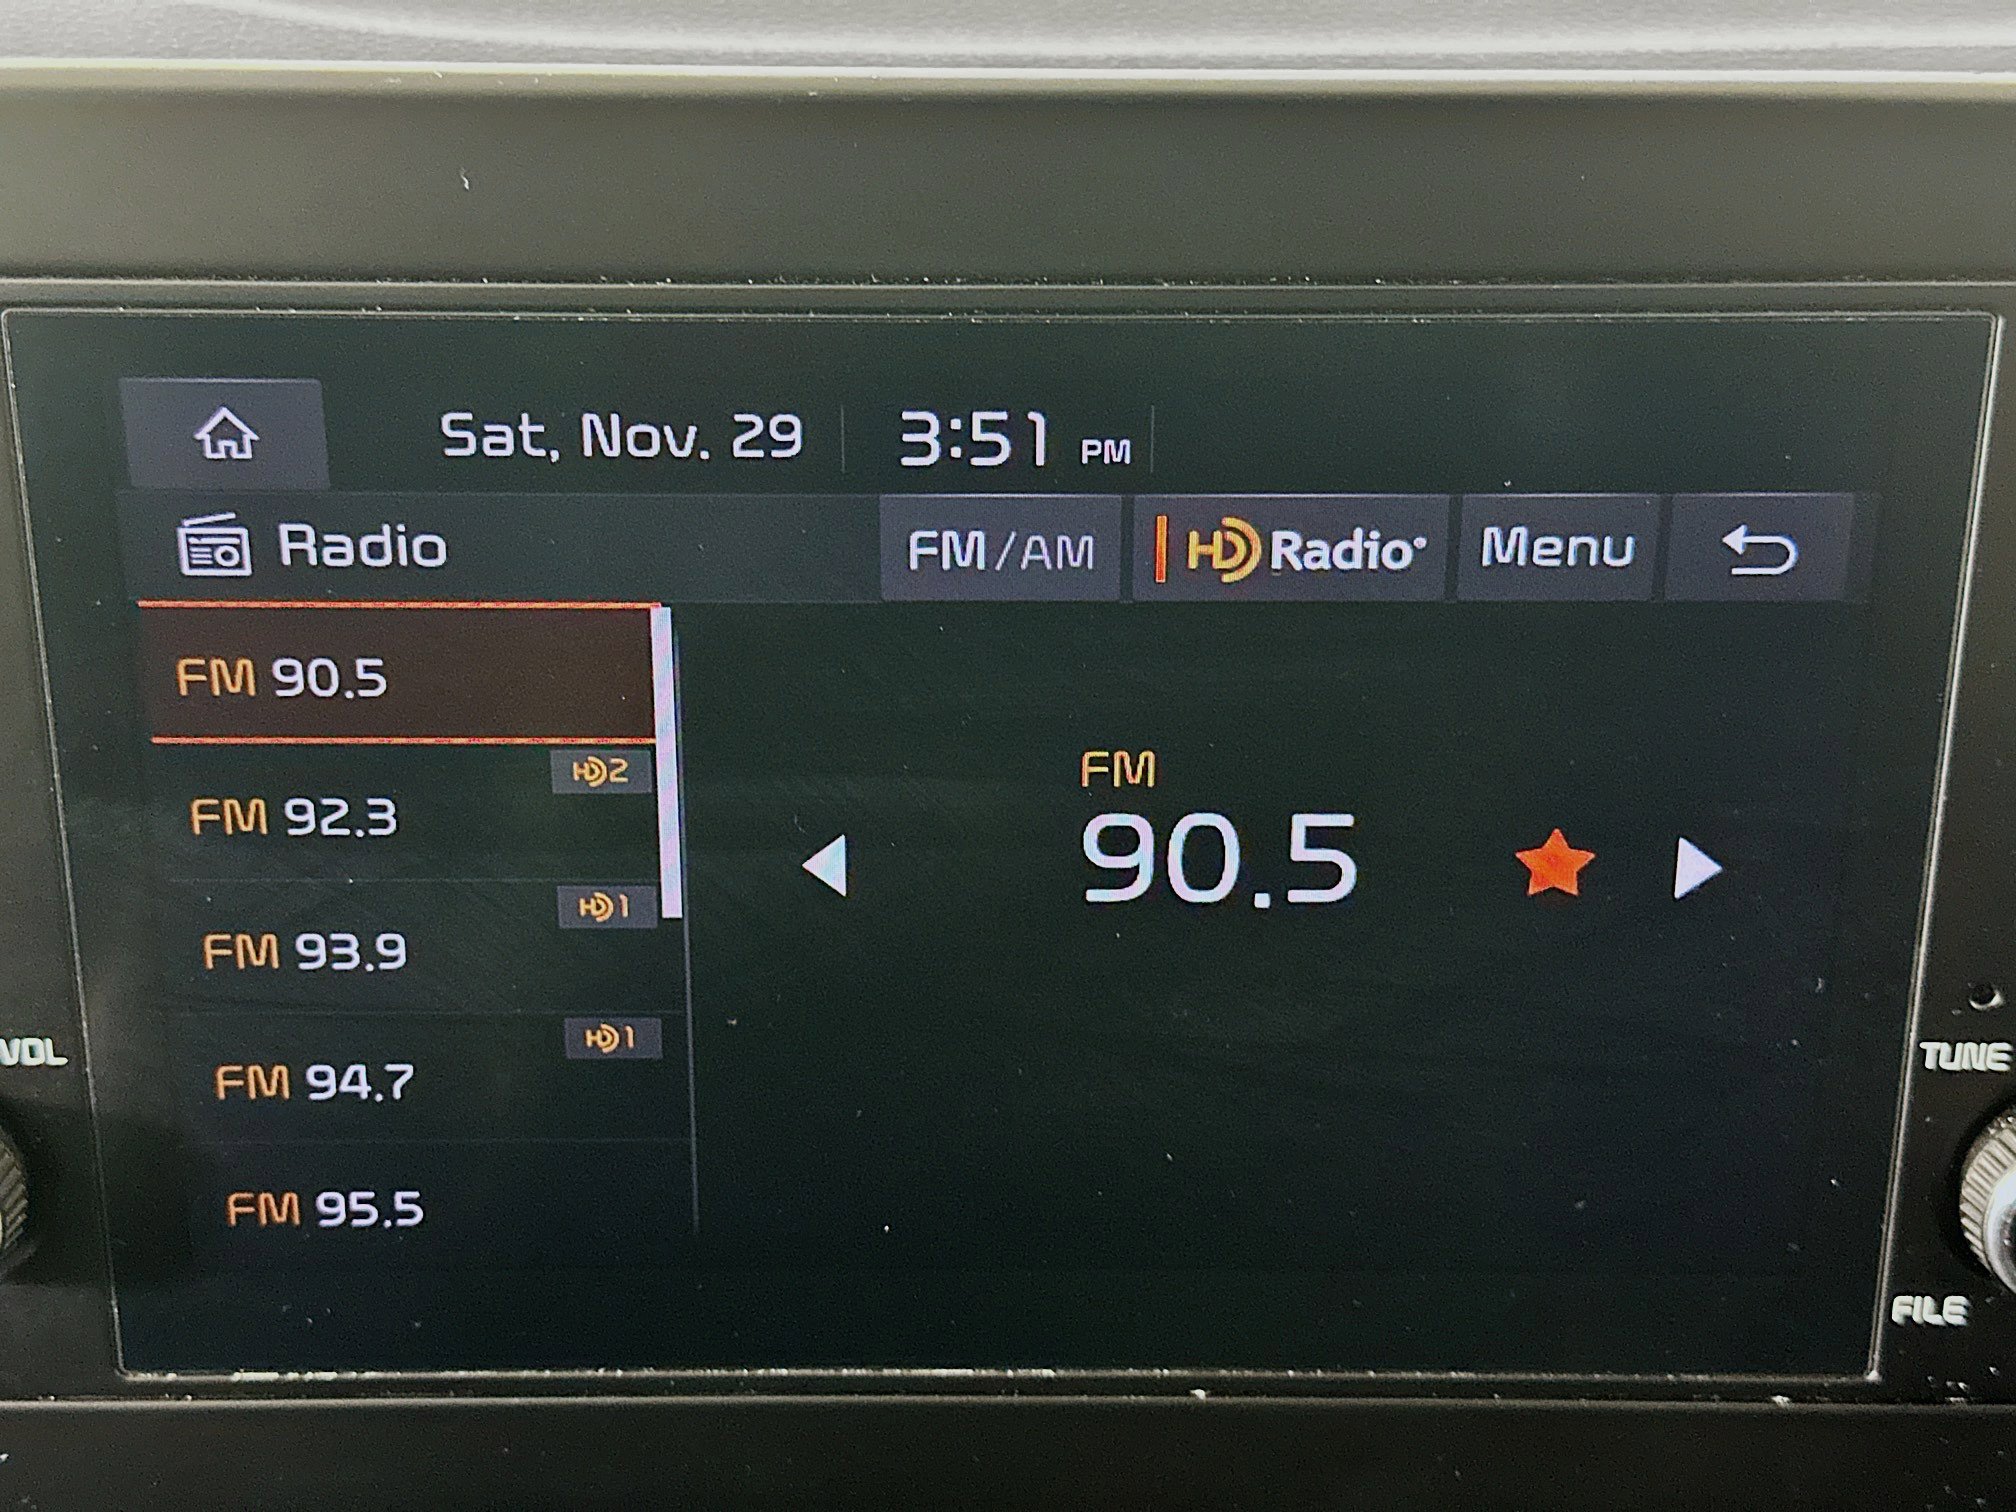 Sat, Nov. 29 3:51 PM
Radio FM/AM HD Radio® Menu
FM 90.5
HD2
FM 92.3
HD1
FM 93.9
HD1
FM 94.7
FM 95.5
FM
90.5
VOL
TUNE
FILE